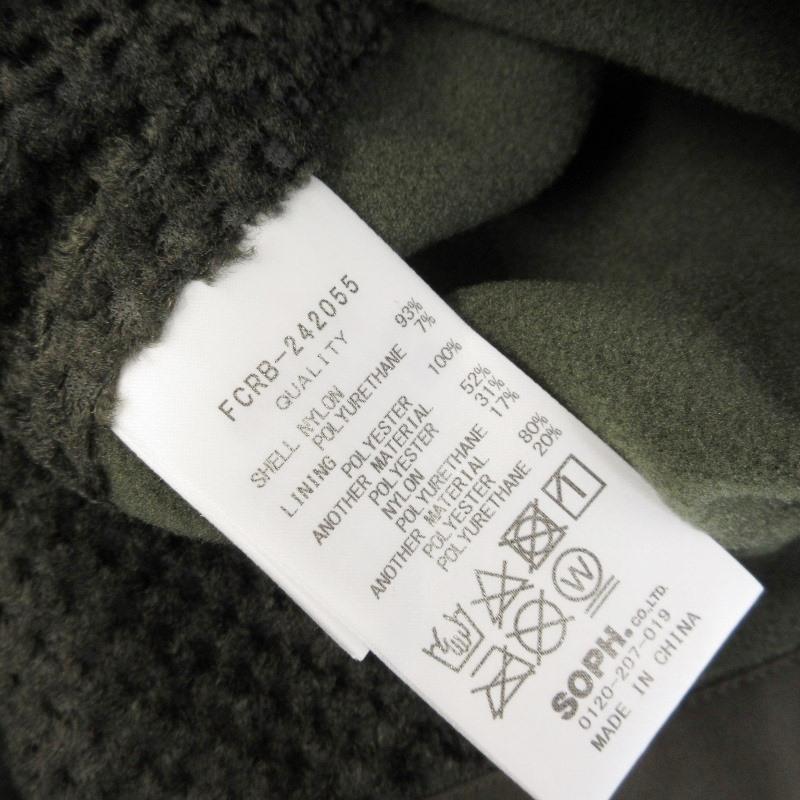 FCRB-242055
QUALITY
SHELL NYLON 93%
POLYURETHANE 7%
LINING POLYESTER 100%
ANOTHER MATERIAL
POLYESTER 52%
NYLON 31%
POLYURETHANE 17%
ANOTHER MATERIAL
POLYESTER 80%
POLYURETHANE 20%
W
SOPH. CO.,LTD.
0120-207-019
MADE IN CHINA